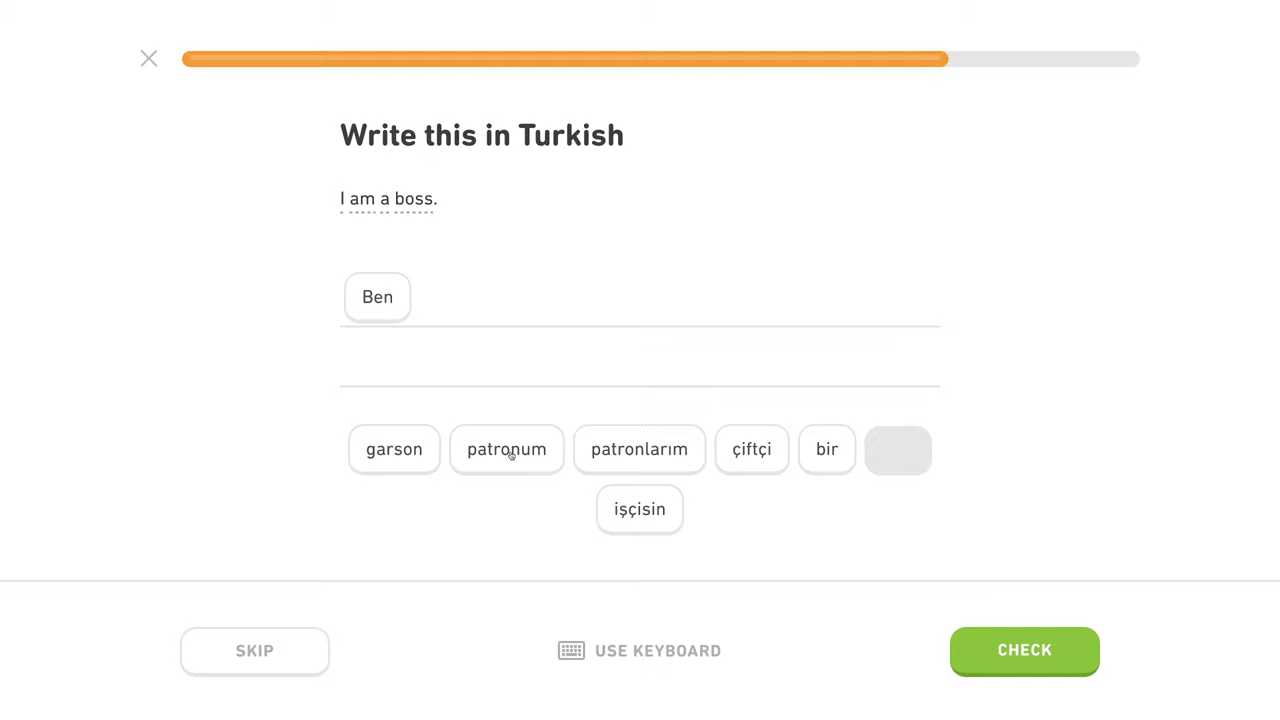 Write this in Turkish
I am a boss.
Ben
garson patronum patronlarım çiftçi bir
işçisin
SKIP USE KEYBOARD CHECK